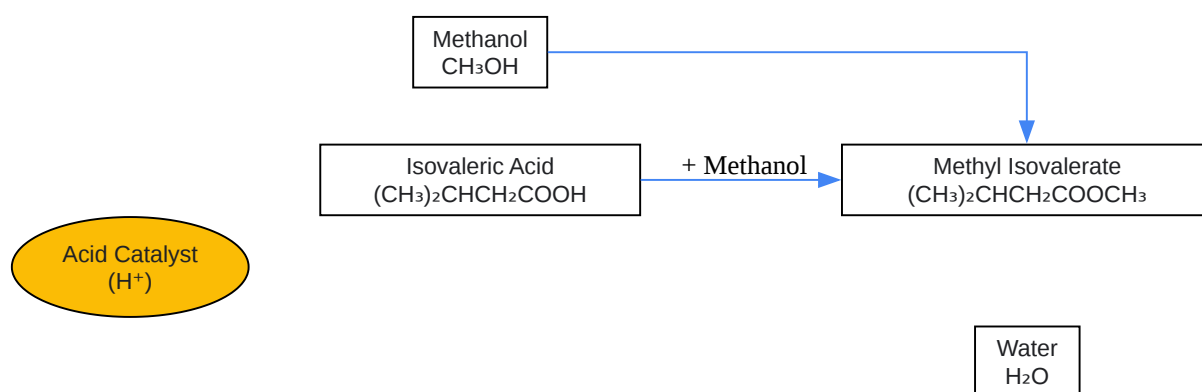 Methanol
CH₃OH
Isovaleric Acid
(CH₃)₂CHCH₂COOH
+ Methanol
Methyl Isovalerate
(CH₃)₂CHCH₂COOCH₃
Acid Catalyst
(H⁺)
Water
H₂O